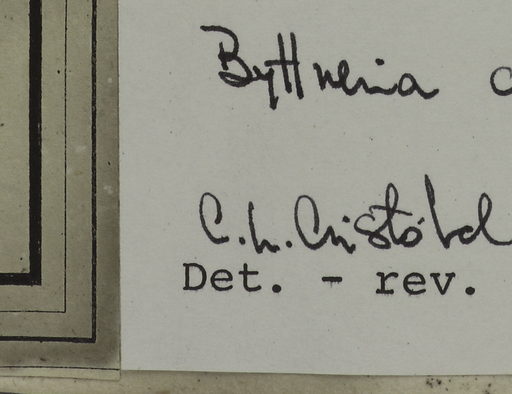 Byttneria c
C. L. Cristóbal
Det. - rev.